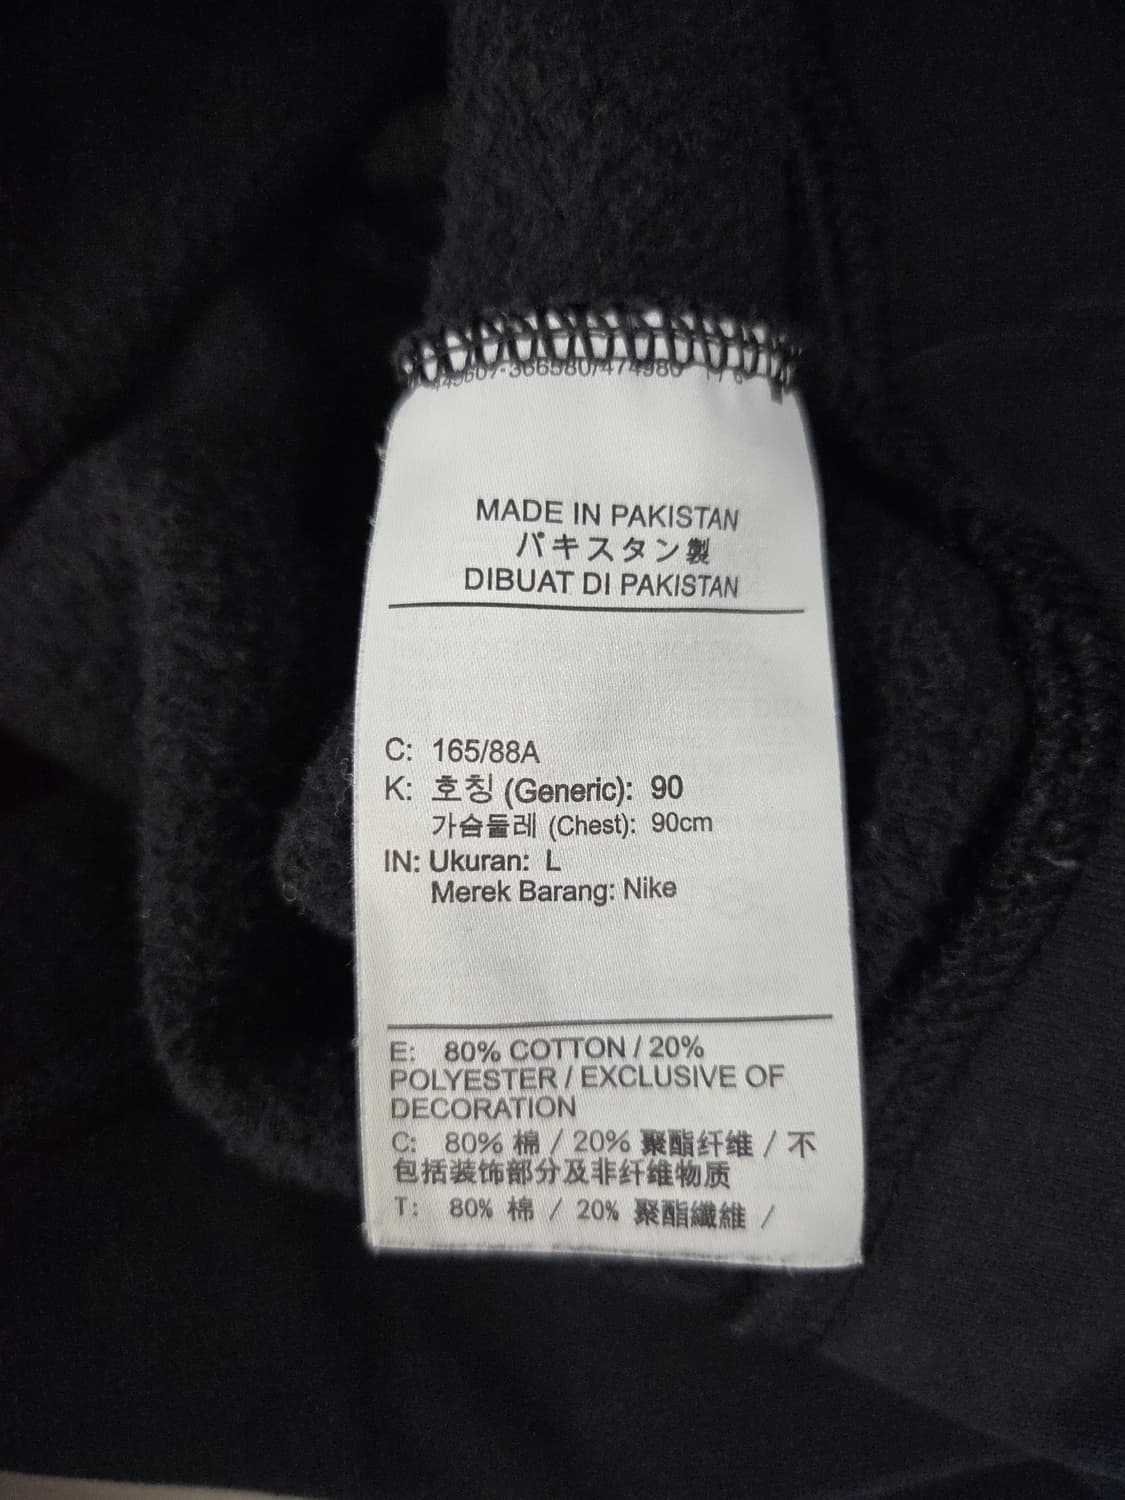 366580/474980
MADE IN PAKISTAN
パキスタン製
DIBUAT DI PAKISTAN
C: 165/88A
K: 호칭 (Generic): 90
가슴둘레 (Chest): 90cm
IN: Ukuran: L
Merek Barang: Nike
E: 80% COTTON / 20%
POLYESTER / EXCLUSIVE OF
DECORATION
C: 80% 棉 / 20% 聚酯纤维 / 不
包括装饰部分及非纤维物质
T: 80% 棉 / 20% 聚酯纖維 /